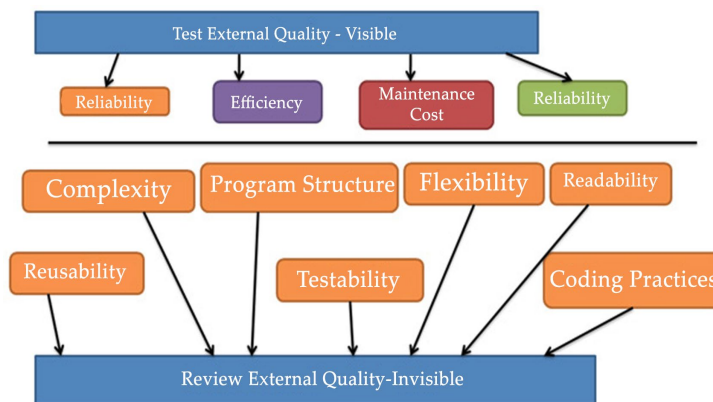 Test External Quality - Visible
Reliability
Efficiency
Maintenance
Cost
Reliability
Complexity
Program Structure
Flexibility
Readability
Reusability
Testability
Coding Practices
Review External Quality-Invisible